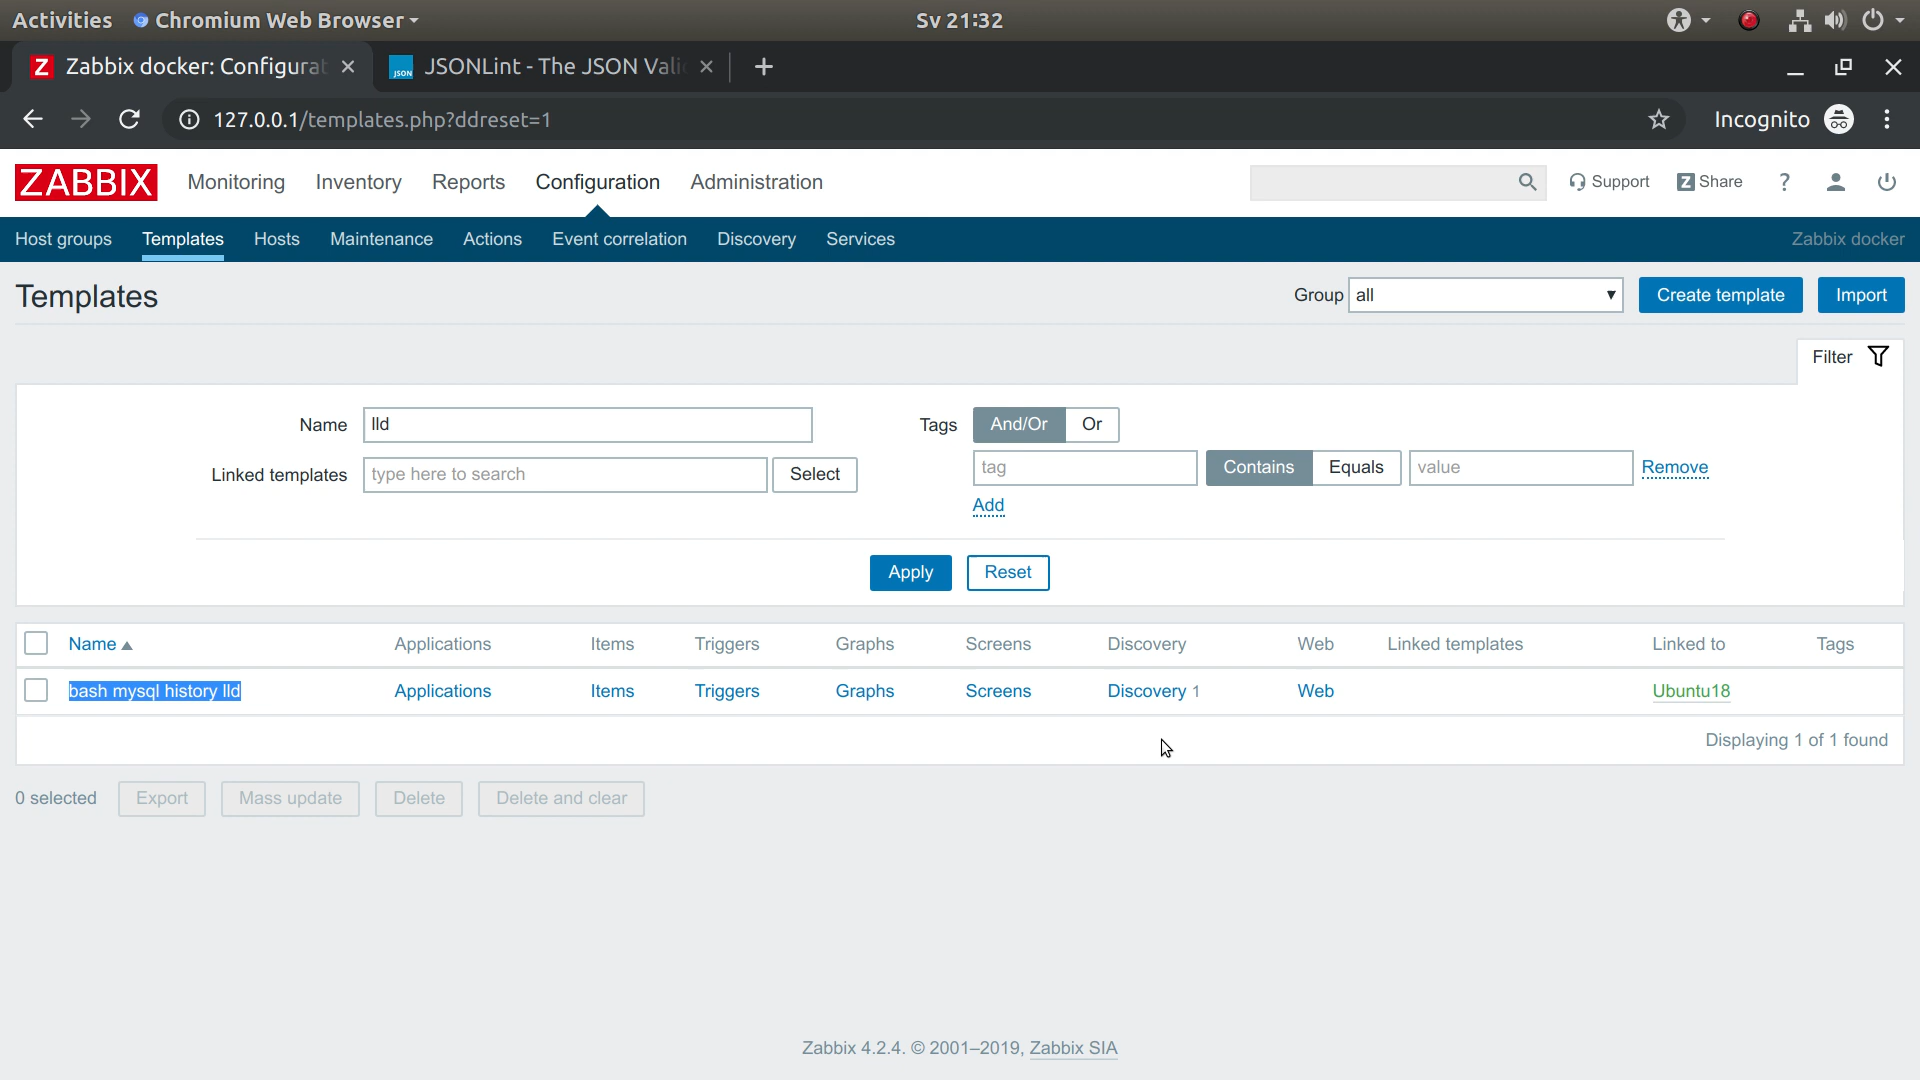 Activities Chromium Web Browser Sv 21:32
Z Zabbix docker: Configurat JSON JSONLint - The JSON Vali
127.0.0.1/templates.php?ddreset=1 Incognito
ZABBIX Monitoring Inventory Reports Configuration Administration Support Z Share ?
Host groups Templates Hosts Maintenance Actions Event correlation Discovery Services Zabbix docker
Templates Group all Create template Import
Filter
Name lld Tags And/Or Or
Linked templates type here to search Select tag Contains Equals value Remove
Add
Apply Reset
Name Applications Items Triggers Graphs Screens Discovery Web Linked templates Linked to Tags
bash mysql history lld Applications Items Triggers Graphs Screens Discovery 1 Web Ubuntu18
Displaying 1 of 1 found
0 selected Export Mass update Delete Delete and clear
Zabbix 4.2.4. © 2001–2019, Zabbix SIA